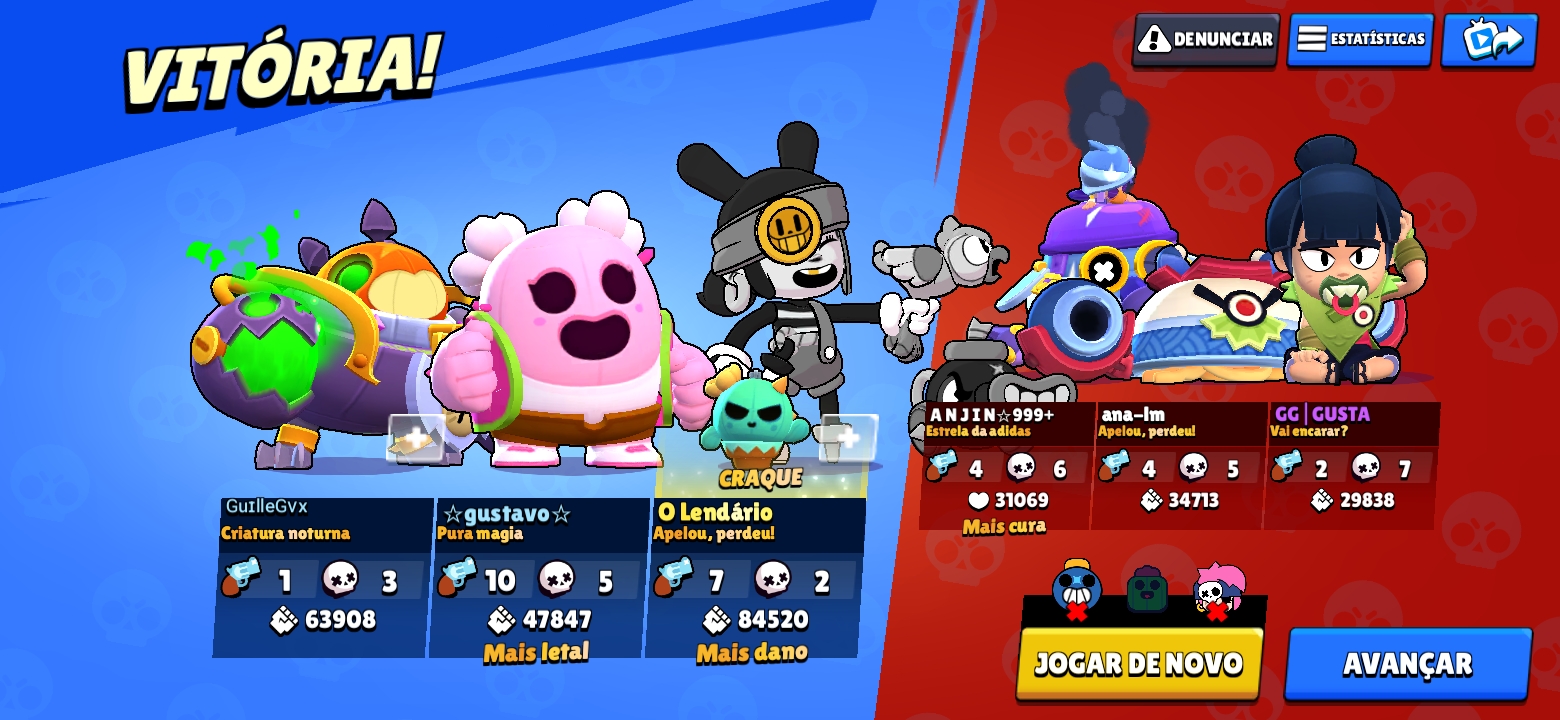 VITÓRIA!
DENUNCIAR
ESTATÍSTICAS
CRAQUE
GuɪlleGvx
Criatura noturna
1 3
63908
☆gustavo☆
Pura magia
10 5
47847
Mais letal
O Lendário
Apelou, perdeu!
7 2
84520
Mais dano
ANJIN☆999+
Estrela da adidas
4 6
31069
Mais cura
ana-lm
Apelou, perdeu!
4 5
34713
GG | GUSTA
Vai encarar?
2 7
29838
JOGAR DE NOVO
AVANÇAR